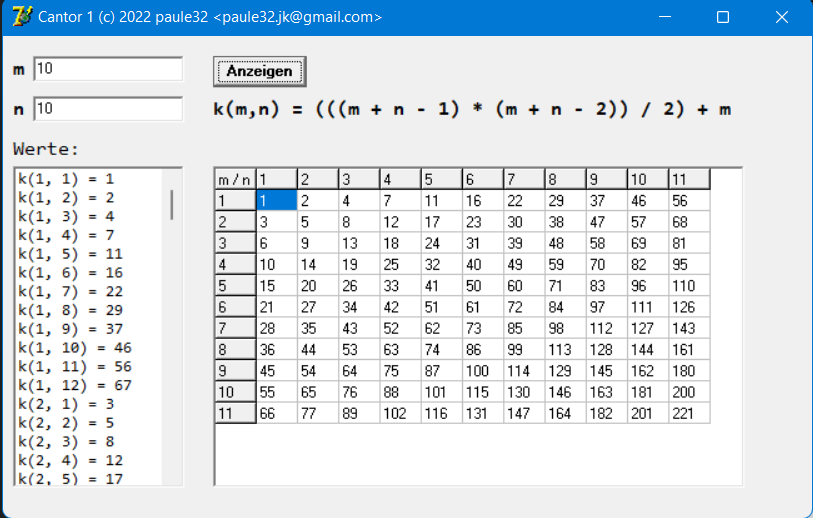 Cantor 1 (c) 2022 paule32 <paule32.jk@gmail.com>
m 10
Anzeigen
n 10
k(m,n) = (((m + n - 1) * (m + n - 2)) / 2) + m
Werte:
k(1, 1) = 1
k(1, 2) = 2
k(1, 3) = 4
k(1, 4) = 7
k(1, 5) = 11
k(1, 6) = 16
k(1, 7) = 22
k(1, 8) = 29
k(1, 9) = 37
k(1, 10) = 46
k(1, 11) = 56
k(1, 12) = 67
k(2, 1) = 3
k(2, 2) = 5
k(2, 3) = 8
k(2, 4) = 12
k(2, 5) = 17
m / n 1 2 3 4 5 6 7 8 9 10 11
1 1 2 4 7 11 16 22 29 37 46 56
2 3 5 8 12 17 23 30 38 47 57 68
3 6 9 13 18 24 31 39 48 58 69 81
4 10 14 19 25 32 40 49 59 70 82 95
5 15 20 26 33 41 50 60 71 83 96 110
6 21 27 34 42 51 61 72 84 97 111 126
7 28 35 43 52 62 73 85 98 112 127 143
8 36 44 53 63 74 86 99 113 128 144 161
9 45 54 64 75 87 100 114 129 145 162 180
10 55 65 76 88 101 115 130 146 163 181 200
11 66 77 89 102 116 131 147 164 182 201 221